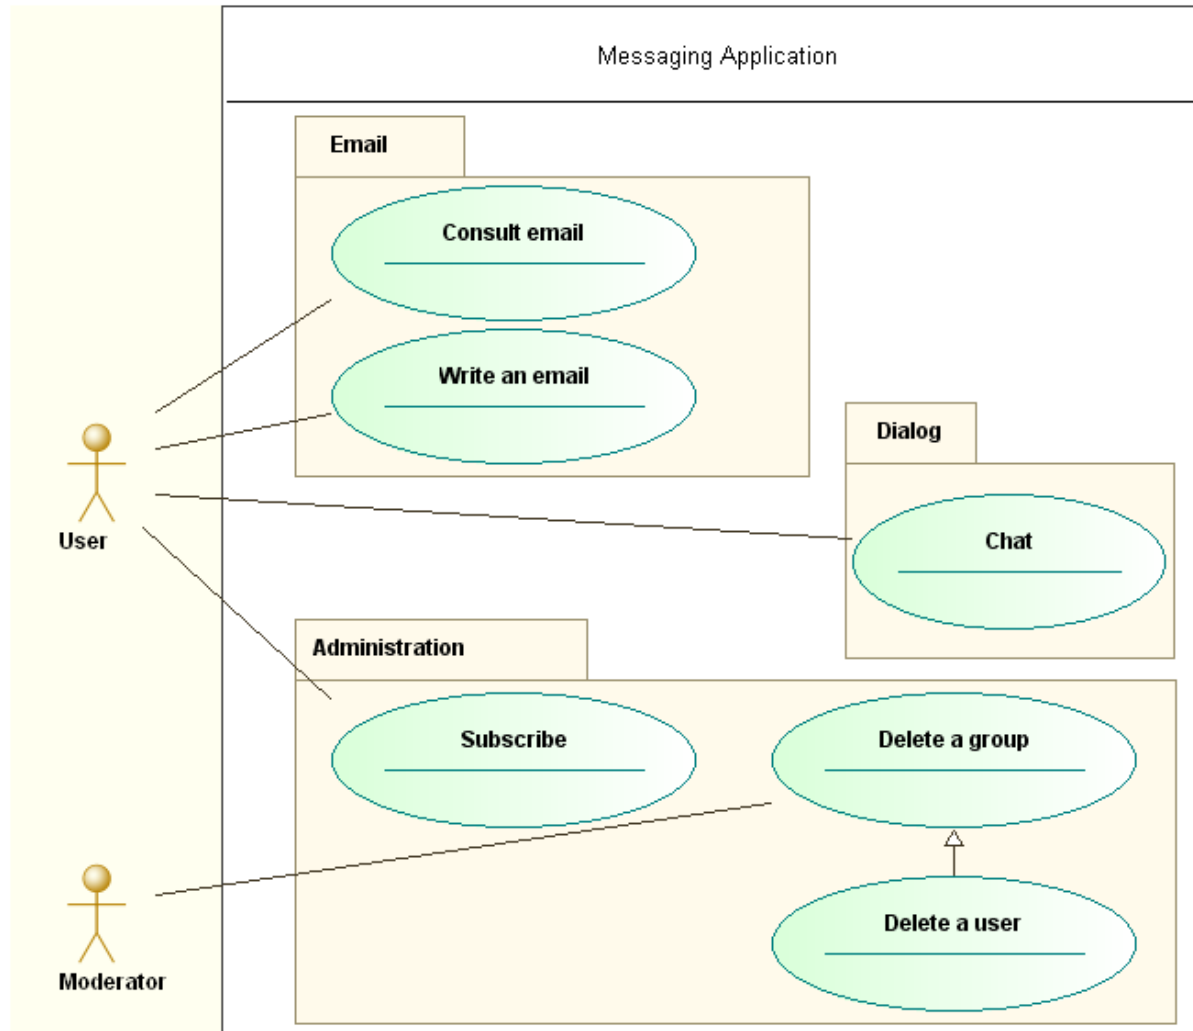 Messaging Application
Email
Consult email
Write an email
Dialog
Chat
User
Administration
Subscribe
Delete a group
Delete a user
Moderator